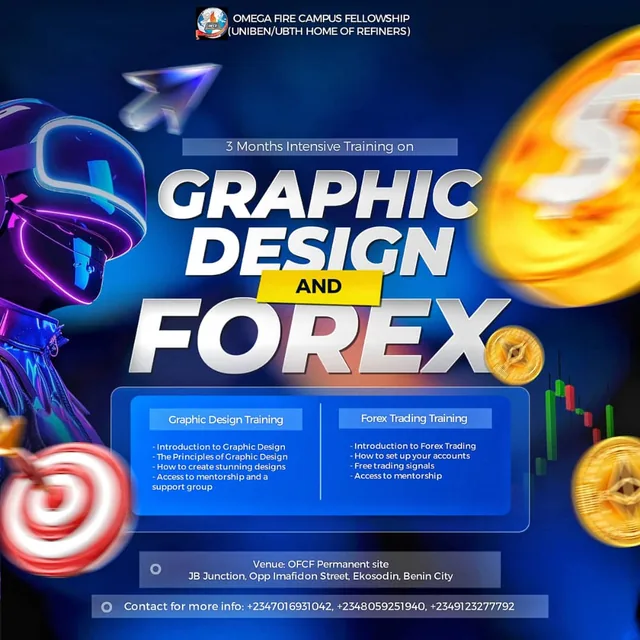 OMEGA FIRE CAMPUS FELLOWSHIP
(UNIBEN/UBTH HOME OF REFINERS)
3 Months Intensive Training on
GRAPHIC
DESIGN
AND
FOREX
Graphic Design Training
- Introduction to Graphic Design
- The Principles of Graphic Design
- How to create stunning designs
- Access to mentorship and a
support group
Forex Trading Training
- Introduction to Forex Trading
- How to set up your accounts
- Free trading signals
- Access to mentorship
Venue: OFCF Permanent site
JB Junction, Opp Imafidon Street, Ekosodin, Benin City
Contact for more info: +2347016931042, +2348059251940, +2349123277792